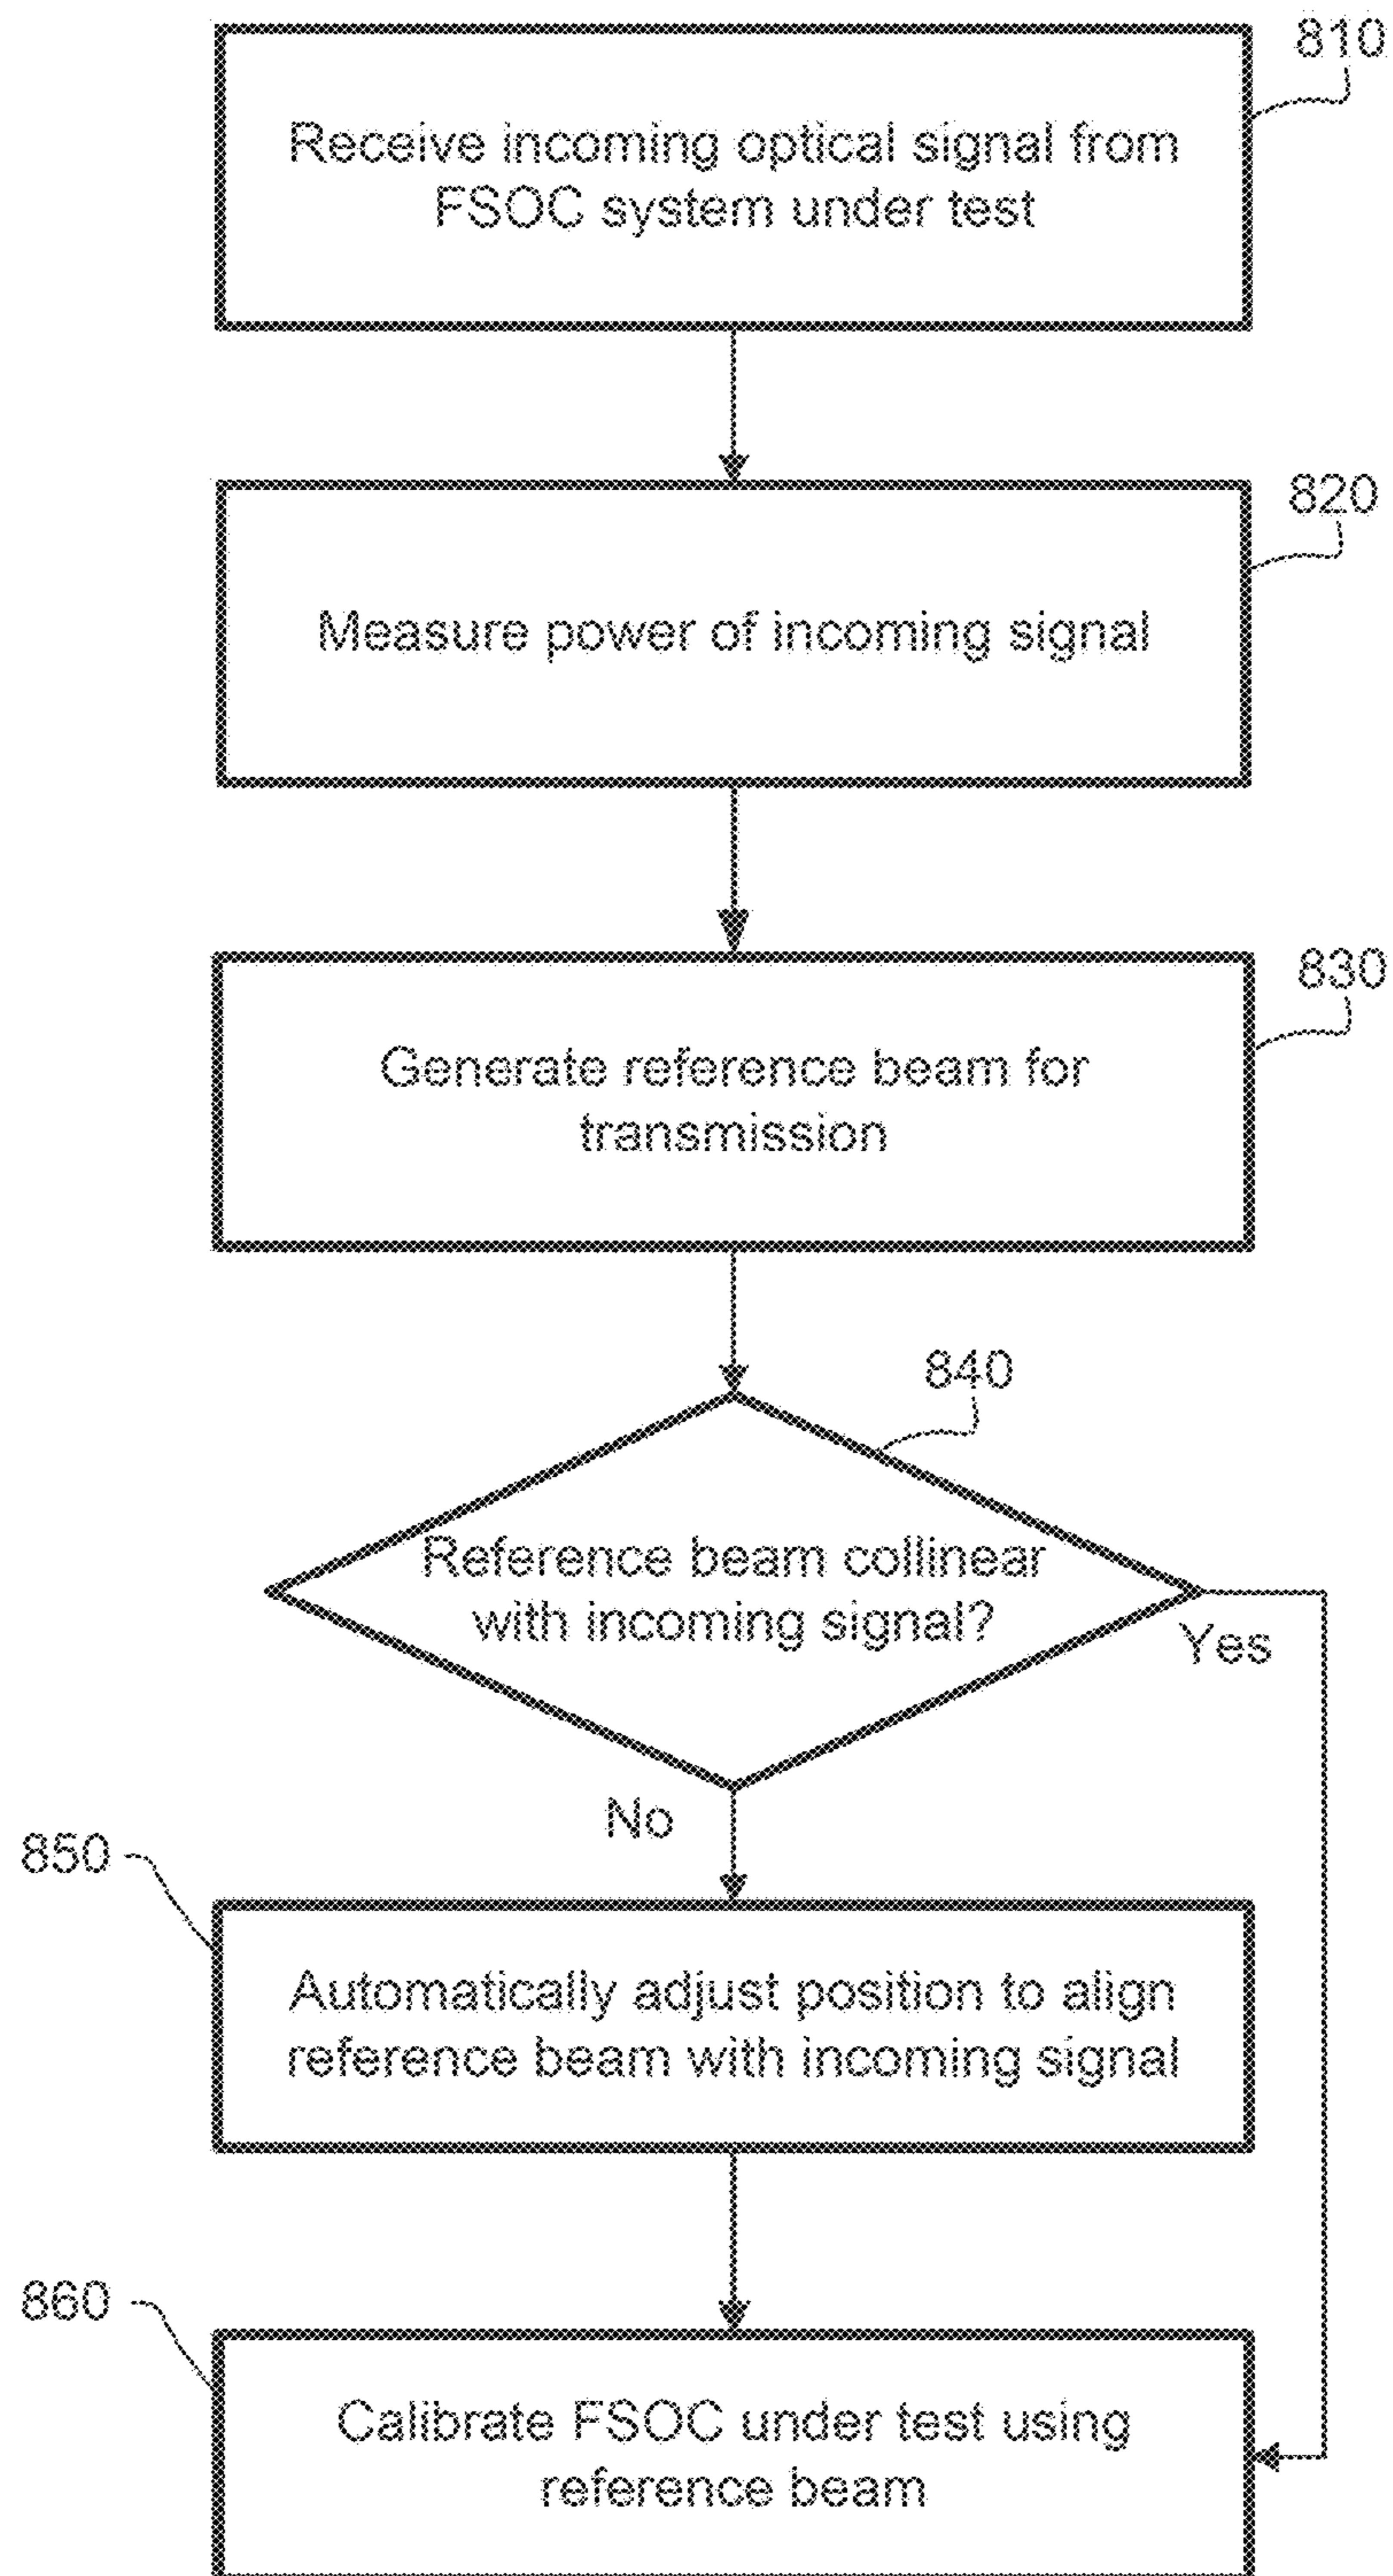 810
Receive incoming optical signal from
FSOC system under test
820
Measure power of incoming signal
830
Generate reference beam for
transmission
840
Reference beam collinear
with incoming signal?
Yes
No
850
Automatically adjust position to align
reference beam with incoming signal
860
Calibrate FSOC under test using
reference beam